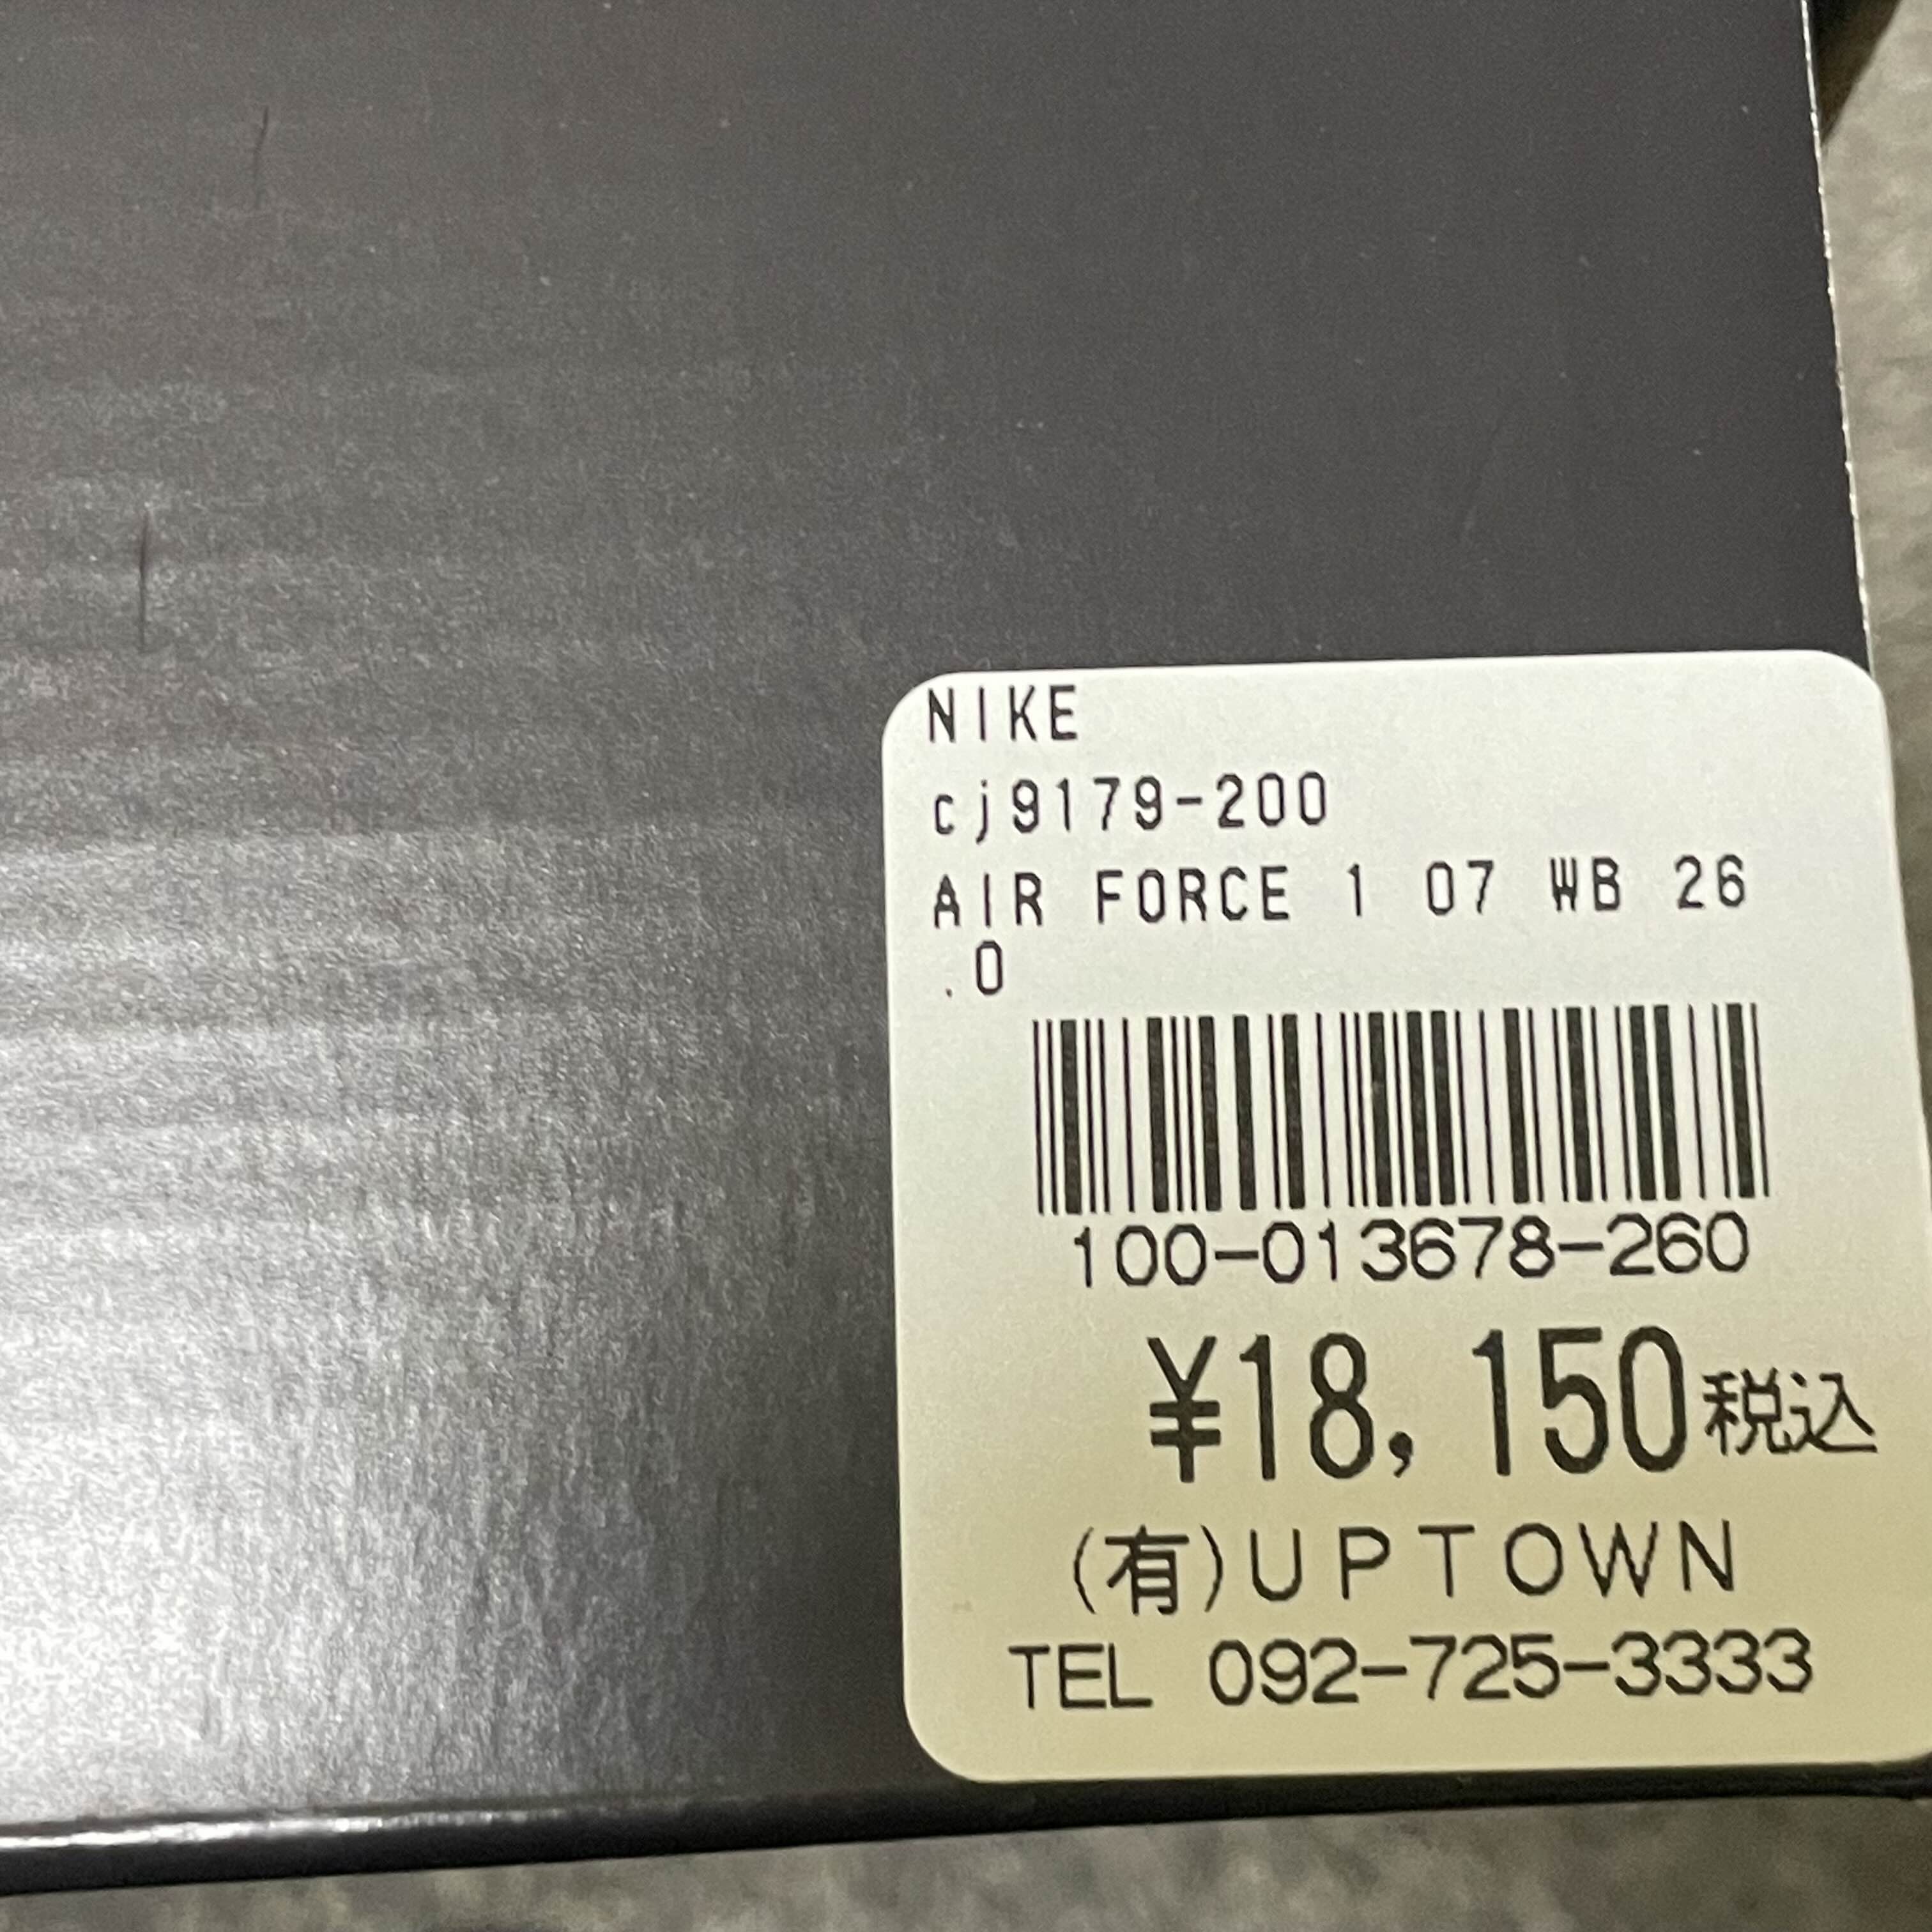 NIKE
cj9179-200
AIR FORCE 1 07 WB 26
.0
100-013678-260
¥18,150税込
(有)UPTOWN
TEL 092-725-3333